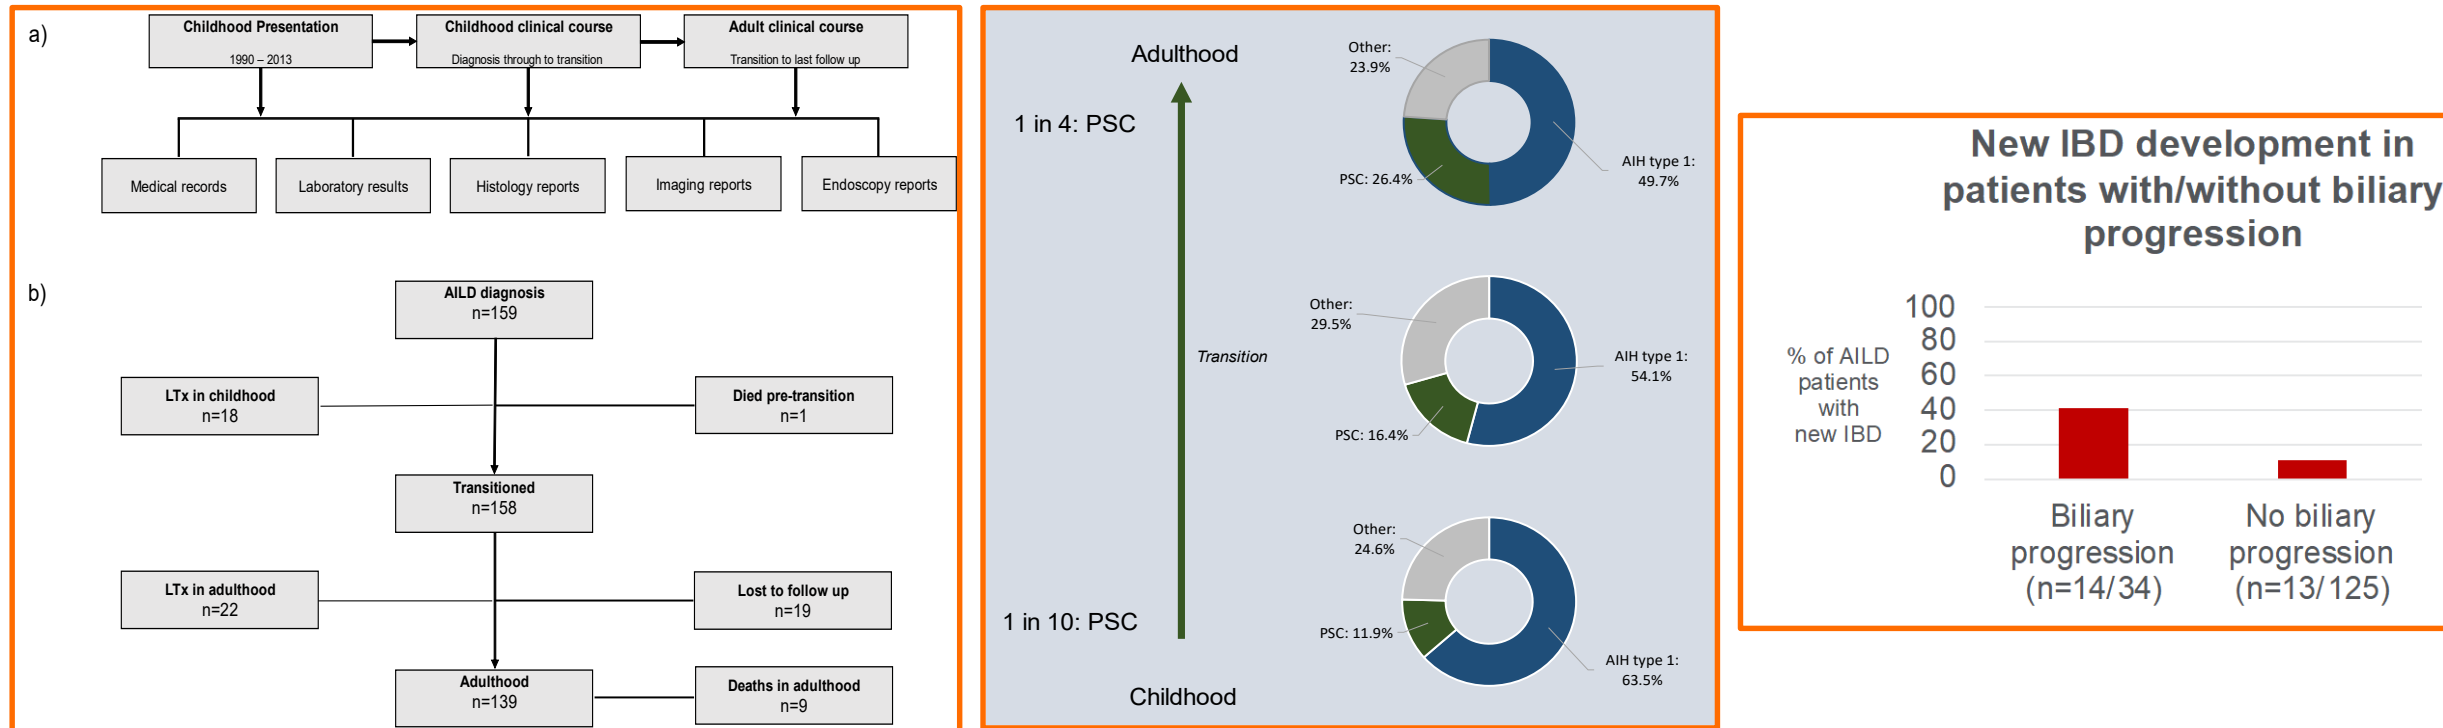 a)
Childhood Presentation
1990 – 2013
Childhood clinical course
Diagnosis through to transition
Adult clinical course
Transition to last follow up
Medical records
Laboratory results
Histology reports
Imaging reports
Endoscopy reports
b)
AILD diagnosis
n=159
LTx in childhood
n=18
Died pre-transition
n=1
Transitioned
n=158
LTx in adulthood
n=22
Lost to follow up
n=19
Adulthood
n=139
Deaths in adulthood
n=9
Adulthood
1 in 4: PSC
Other:
23.9%
PSC: 26.4%
AIH type 1:
49.7%
Transition
Other:
29.5%
PSC: 16.4%
AIH type 1:
54.1%
1 in 10: PSC
Other:
24.6%
PSC: 11.9%
AIH type 1:
63.5%
Childhood
New IBD development in
patients with/without biliary
progression
% of AILD
patients
with
new IBD
100
80
60
40
20
0
Biliary
progression
(n=14/34)
No biliary
progression
(n=13/125)